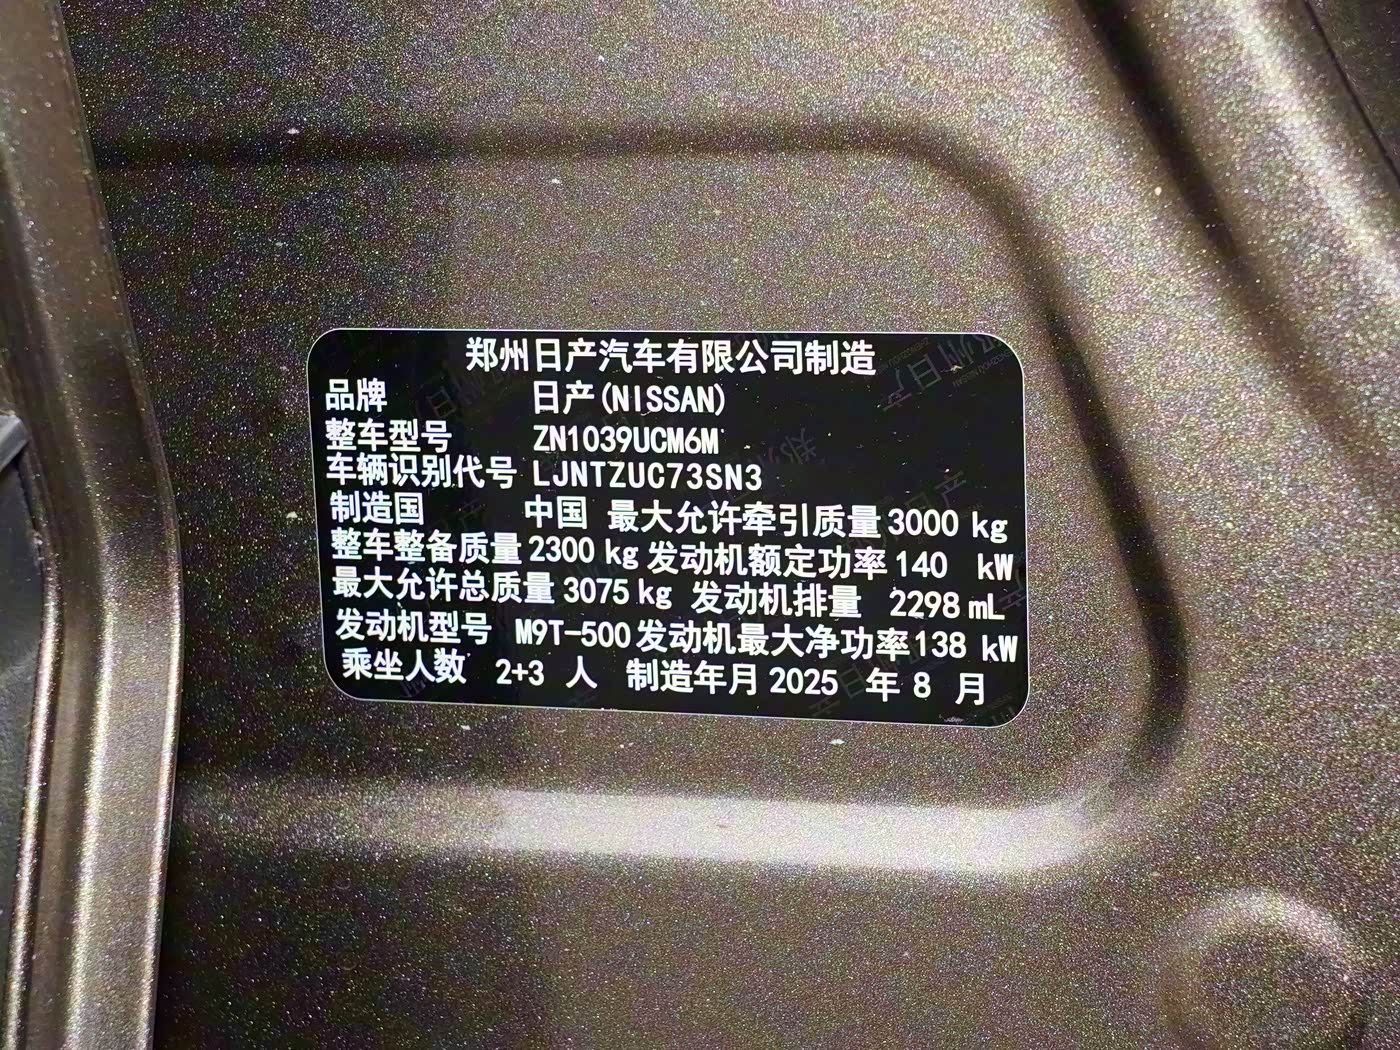 郑州日产汽车有限公司制造
品牌 日产(NISSAN)
整车型号 ZN1039UCM6M
车辆识别代号 LJNTZUC73SN3
制造国 中国 最大允许牵引质量 3000 kg
整车整备质量 2300 kg 发动机额定功率 140 kW
最大允许总质量 3075 kg 发动机排量 2298 mL
发动机型号 M9T-500 发动机最大净功率 138 kW
乘坐人数 2+3 人 制造年月 2025 年 8 月